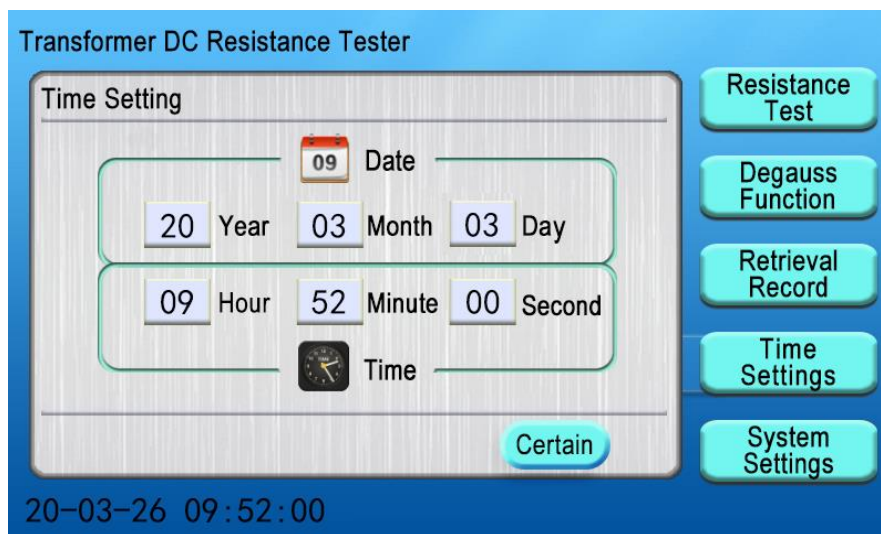 Transformer DC Resistance Tester
Time Setting
09 Date
20 Year 03 Month 03 Day
09 Hour 52 Minute 00 Second
Time
Certain
Resistance
Test
Degauss
Function
Retrieval
Record
Time
Settings
System
Settings
20-03-26 09:52:00